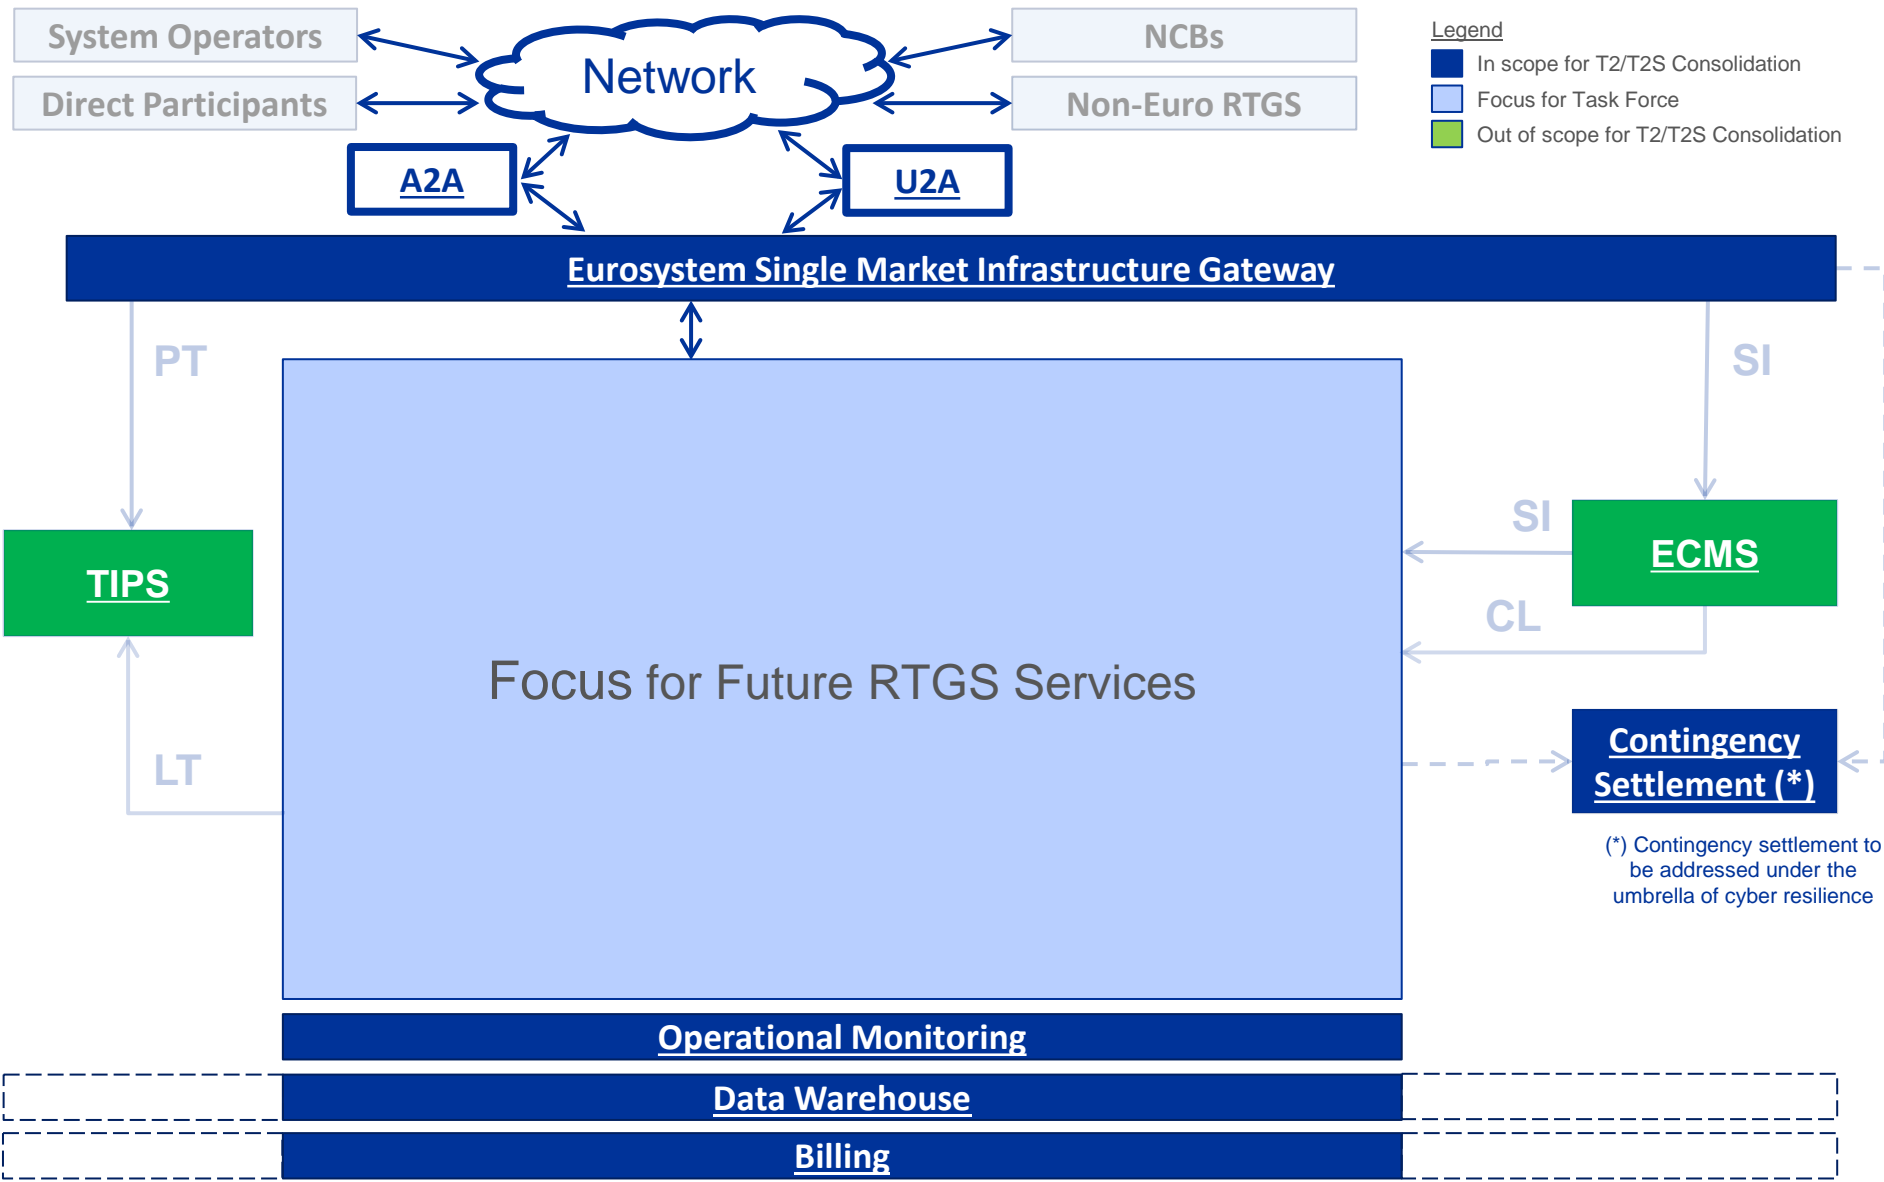 System Operators
Direct Participants
Network
NCBs
Non-Euro RTGS
Legend
In scope for T2/T2S Consolidation
Focus for Task Force
Out of scope for T2/T2S Consolidation
A2A
U2A
Eurosystem Single Market Infrastructure Gateway
PT
SI
TIPS
SI
ECMS
CL
Focus for Future RTGS Services
LT
Contingency
Settlement (*)
(*) Contingency settlement to
be addressed under the
umbrella of cyber resilience
Operational Monitoring
Data Warehouse
Billing